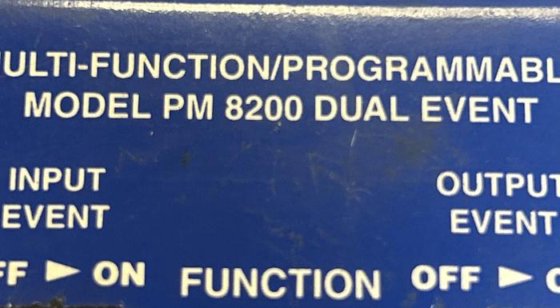 ULTI-FUNCTION/PROGRAMMABL
MODEL PM 8200 DUAL EVENT
INPUT
EVENT
OUTPUT
EVENT
FF ► ON
FUNCTION
OFF ►